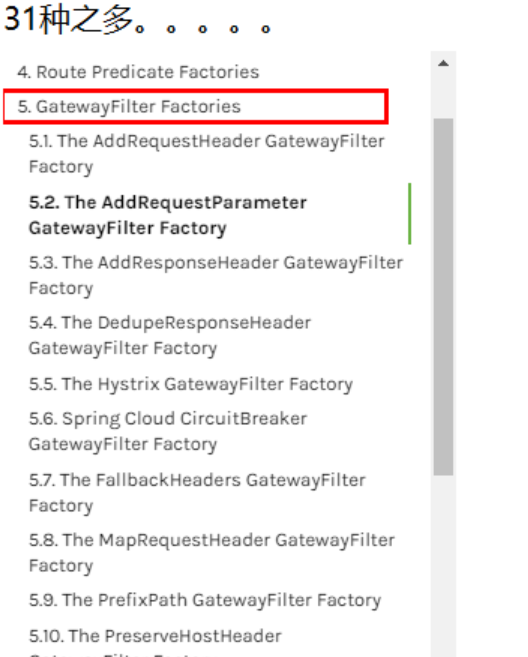 31种之多。。。。。
4. Route Predicate Factories
5. GatewayFilter Factories
5.1. The AddRequestHeader GatewayFilter
Factory
5.2. The AddRequestParameter
GatewayFilter Factory
5.3. The AddResponseHeader GatewayFilter
Factory
5.4. The DedupeResponseHeader
GatewayFilter Factory
5.5. The Hystrix GatewayFilter Factory
5.6. Spring Cloud CircuitBreaker
GatewayFilter Factory
5.7. The FallbackHeaders GatewayFilter
Factory
5.8. The MapRequestHeader GatewayFilter
Factory
5.9. The PrefixPath GatewayFilter Factory
5.10. The PreserveHostHeader